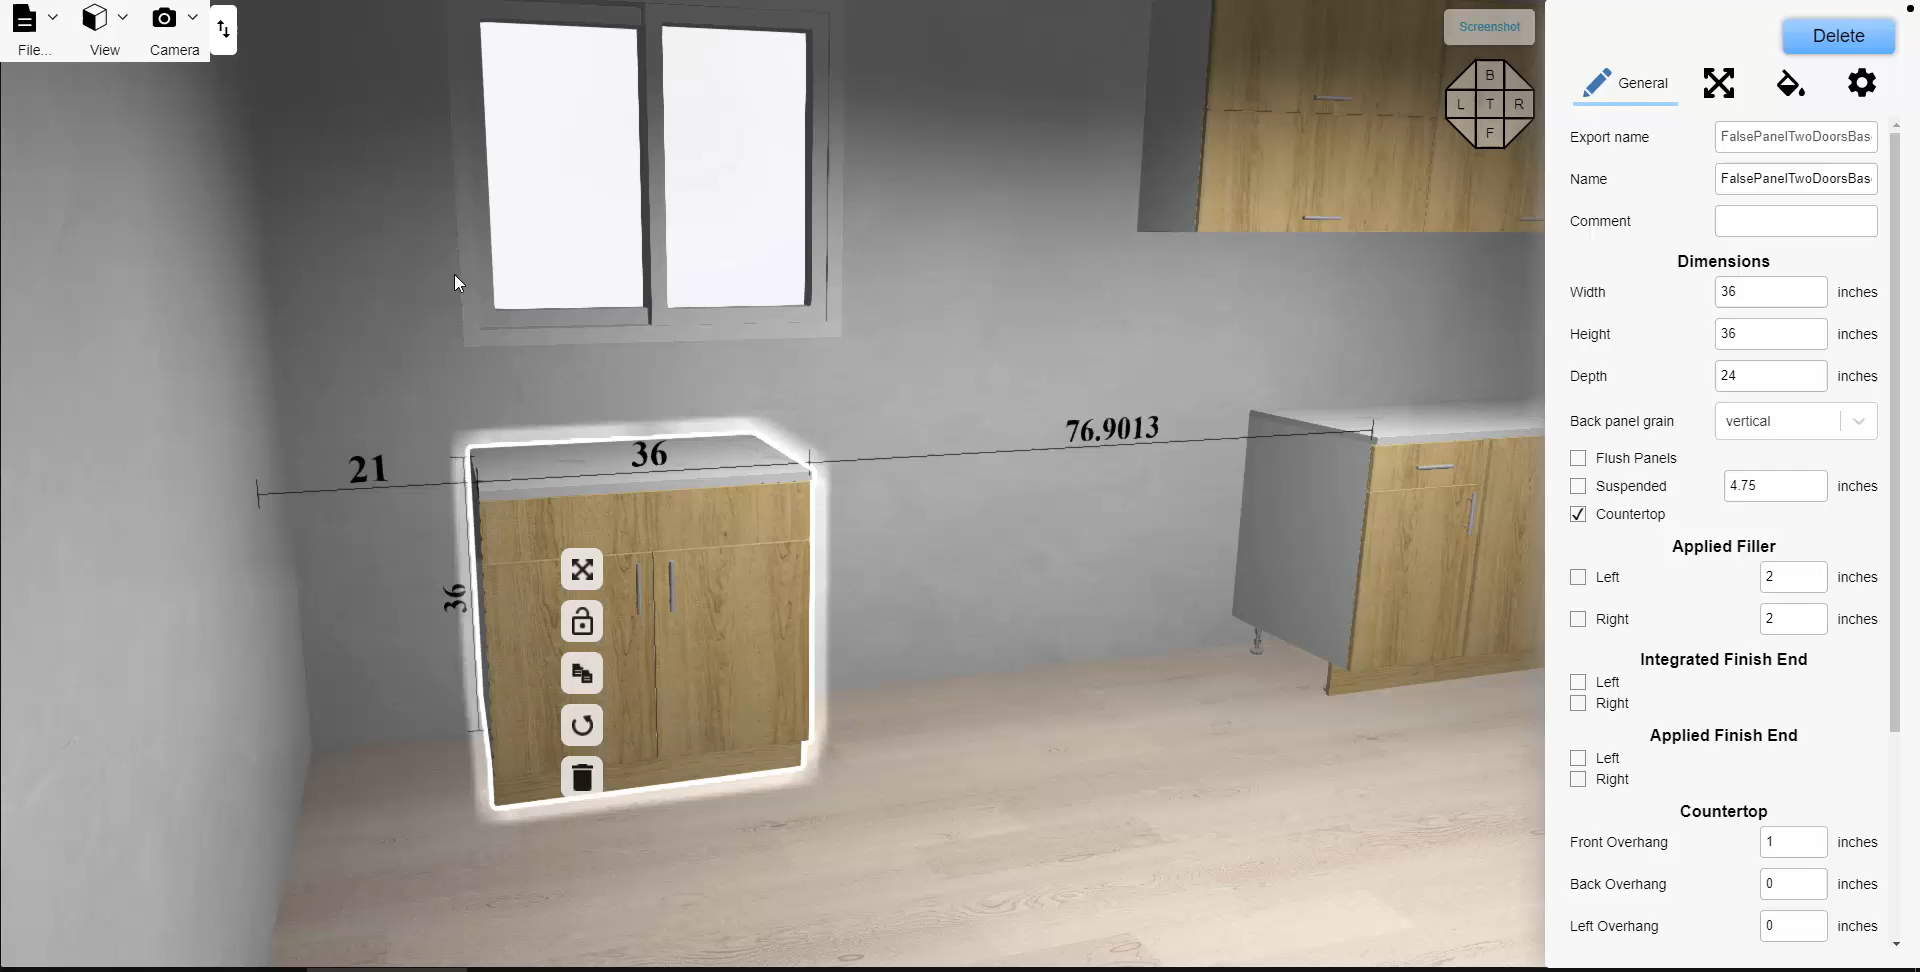 File...
View
Camera
Screenshot
Delete
B
L T R
F
General
Export name FalsePanelTwoDoorsBas
Name FalsePanelTwoDoorsBas
Comment
Dimensions
Width 36 inches
Height 36 inches
Depth 24 inches
Back panel grain vertical
Flush Panels
Suspended 4.75 inches
Countertop
Applied Filler
Left 2 inches
Right 2 inches
Integrated Finish End
Left
Right
Applied Finish End
Left
Right
Countertop
Front Overhang 1 inches
Back Overhang 0 inches
Left Overhang 0 inches
21
36
76.9013
36